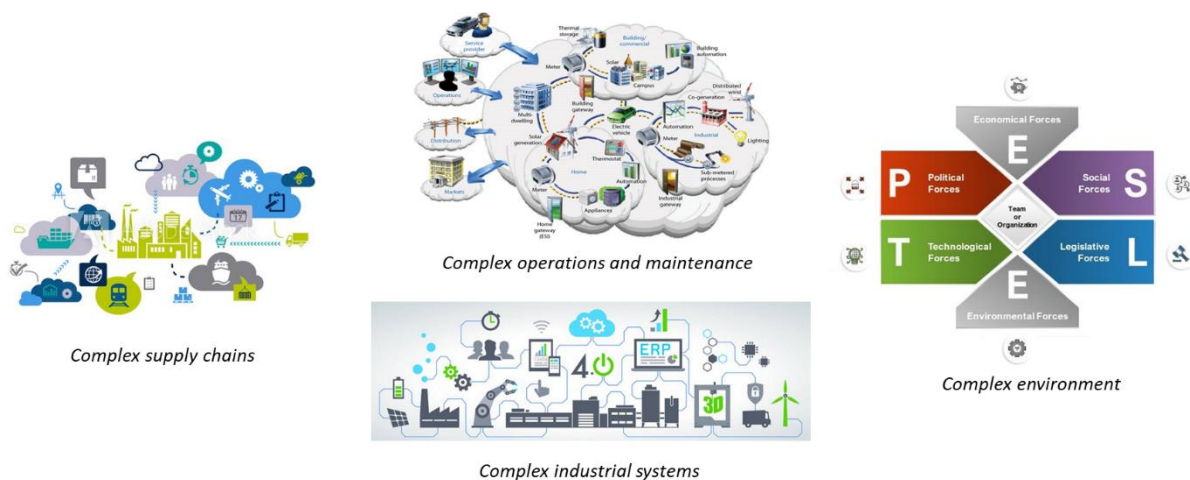 17
Complex supply chains
Service
provider
Operations
Distribution
Markets
Thermal
storage
Building/
commercial
Meter
Solar
Campus
Building
automation
Building
gateway
Multi-
dwelling
Solar
generation
Electric
vehicle
Co-generation
Distributed
wind
Automation
Industrial
Meter
Lighting
Thermostat
Home
Automation
Meter
Appliances
Home
gateway
(ESI)
Sub-metered
processes
Industrial
gateway
Complex operations and maintenance
4.0
ERP
3D
Complex industrial systems
Economical Forces
E
P
Political
Forces
Social
Forces
S
Team
or
Organization
T
Technological
Forces
Legislative
Forces
L
E
Environmental Forces
Complex environment